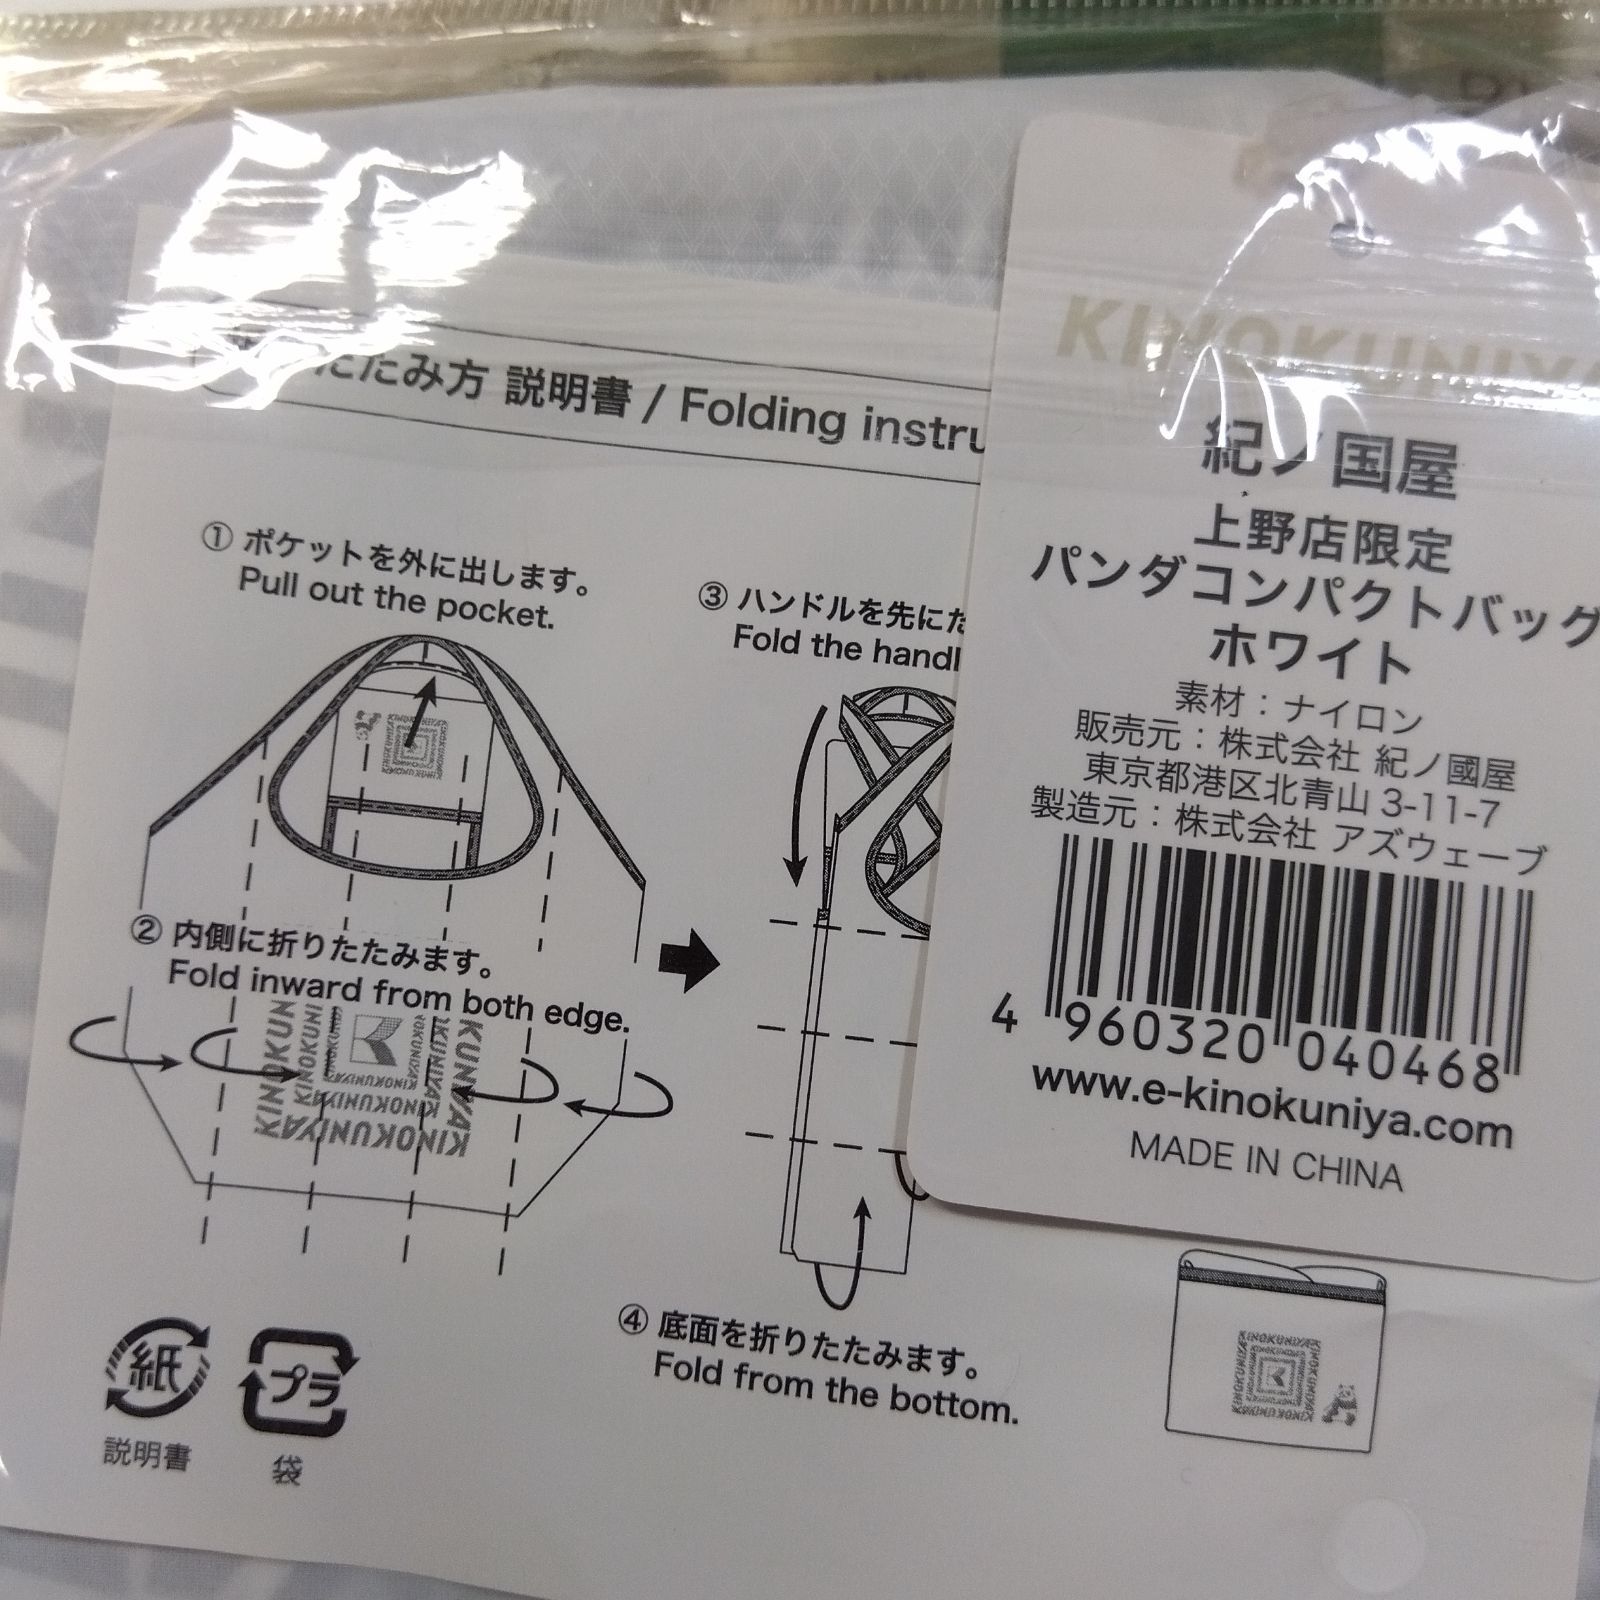 たたみ方 説明書 / Folding instru
① ポケットを外に出します。
Pull out the pocket.
② 内側に折りたたみます。
Fold inward from both edge.
KINOKUNIYA
KINOKUNIYA
KINOKUNIYA
③ ハンドルを先にた
Fold the handl
④ 底面を折りたたみます。
Fold from the bottom.
紙
説明書
プラ
袋
KINOKUNIYA
紀ノ国屋
上野店限定
パンダコンパクトバッグ
ホワイト
素材：ナイロン
販売元：株式会社 紀ノ國屋
東京都港区北青山 3-11-7
製造元：株式会社 アズウェーブ
4 960320 040468
www.e-kinokuniya.com
MADE IN CHINA
KINOKUNIYA